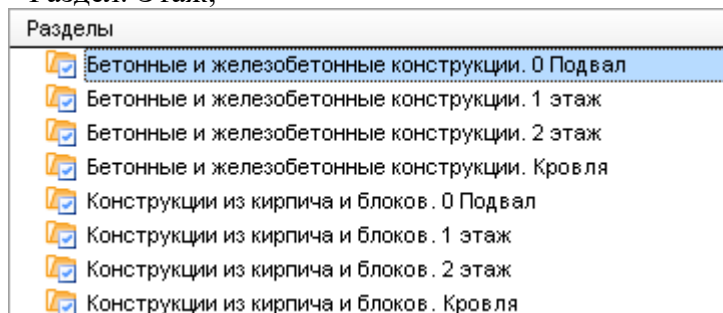 Раздел. Этаж;
Разделы
Бетонные и железобетонные конструкции. 0 Подвал
Бетонные и железобетонные конструкции. 1 этаж
Бетонные и железобетонные конструкции. 2 этаж
Бетонные и железобетонные конструкции. Кровля
Конструкции из кирпича и блоков. 0 Подвал
Конструкции из кирпича и блоков. 1 этаж
Конструкции из кирпича и блоков. 2 этаж
Конструкции из кирпича и блоков. Кровля